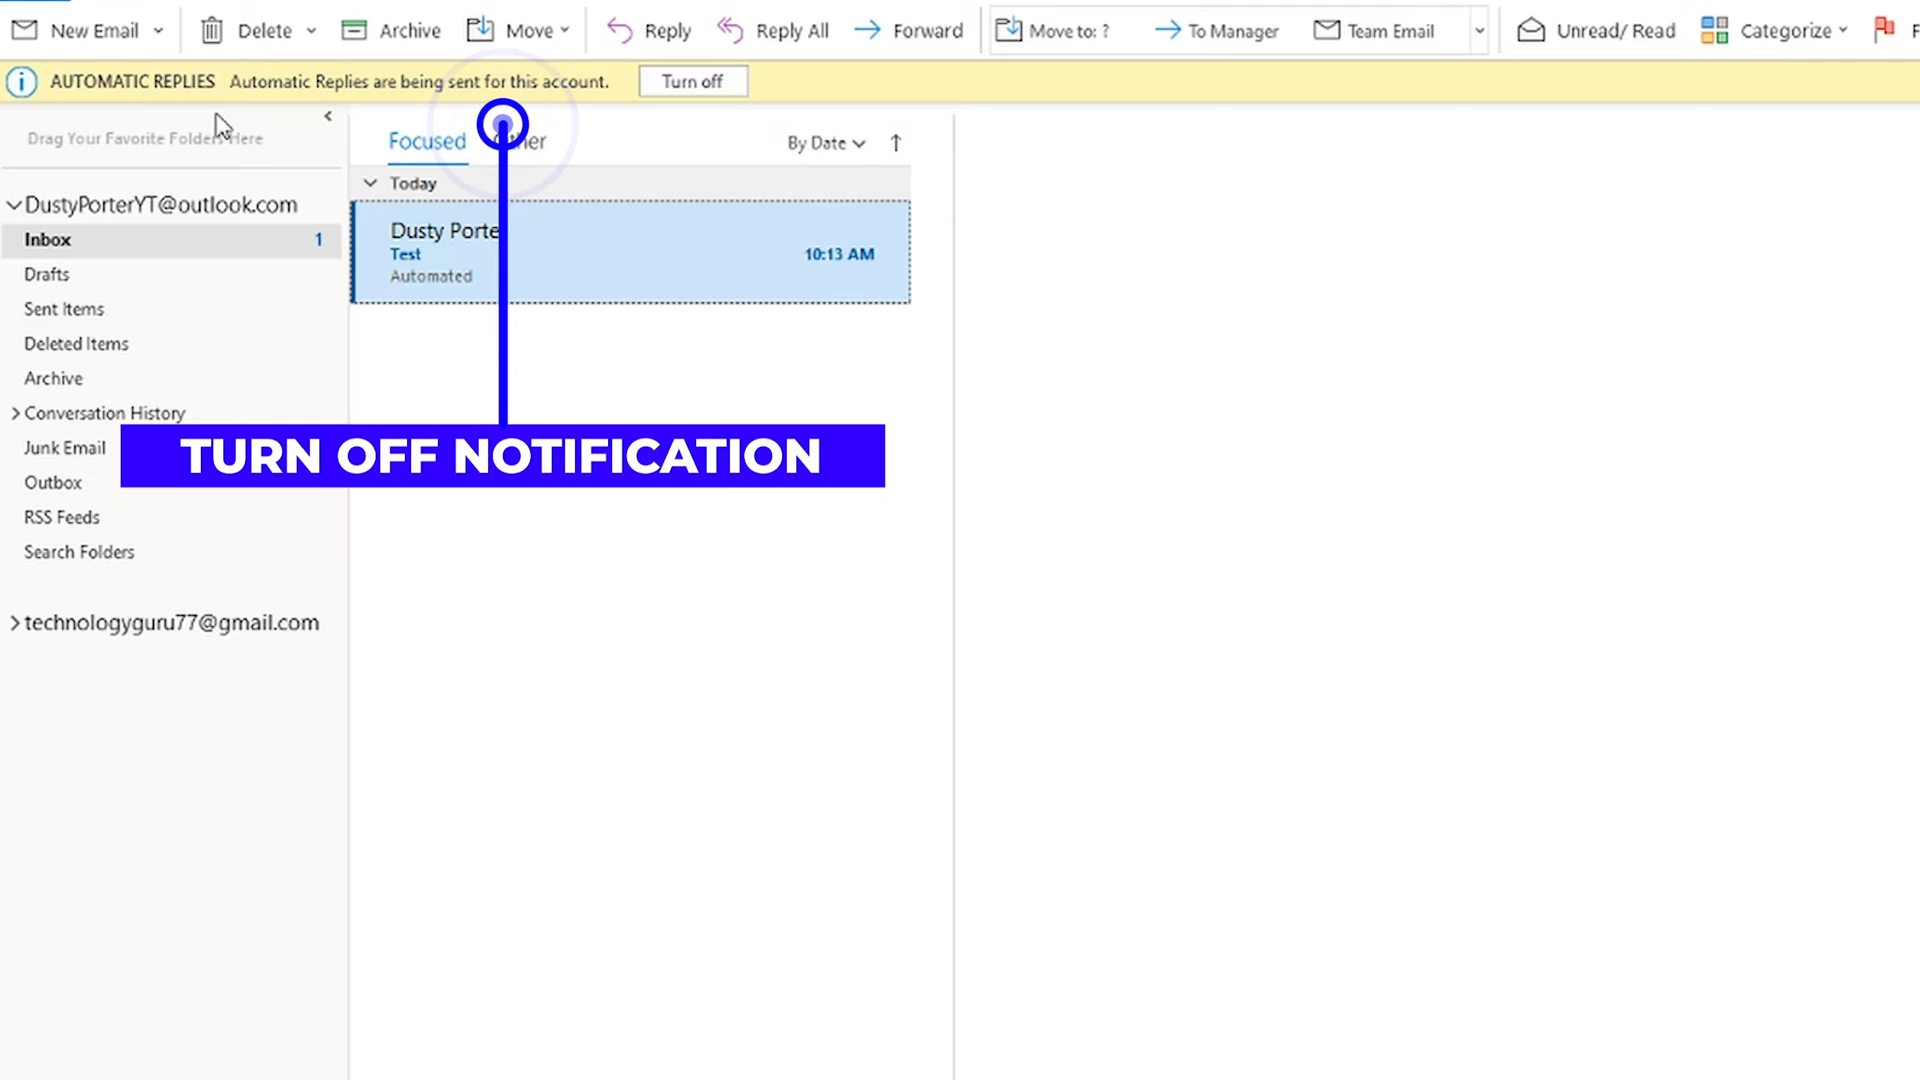 New Email Delete Archive Move Reply Reply All Forward Move to: ? To Manager Team Email Unread/ Read Categorize F
AUTOMATIC REPLIES Automatic Replies are being sent for this account. Turn off
Drag Your Favorite Folders Here
DustyPorterYT@outlook.com
Inbox 1
Drafts
Sent Items
Deleted Items
Archive
Conversation History
Junk Email
Outbox
RSS Feeds
Search Folders
technologyguru77@gmail.com
Focused Other By Date
Today
Dusty Porte
Test 10:13 AM
Automated
TURN OFF NOTIFICATION